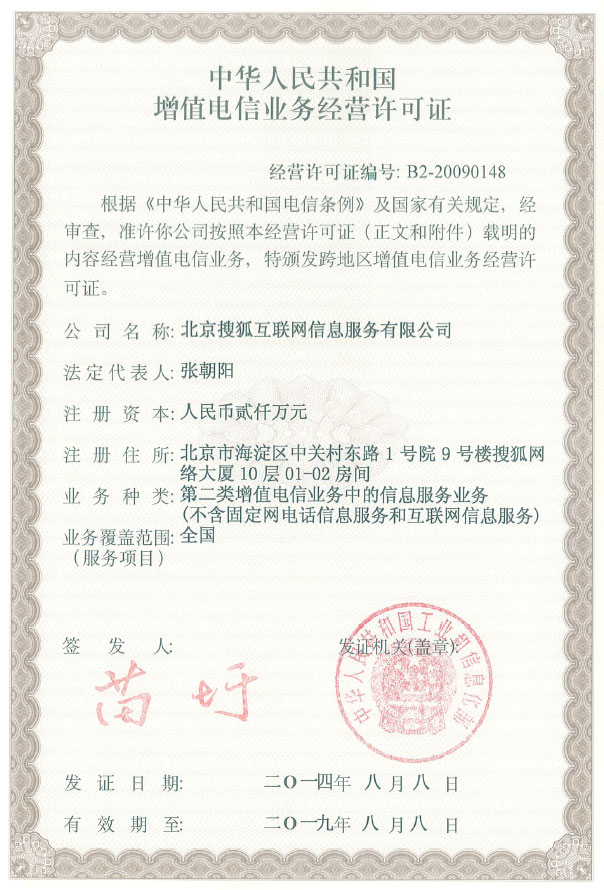 中华人民共和国
增值电信业务经营许可证
经营许可证编号: B2-20090148
根据《中华人民共和国电信条例》及国家有关规定，经
审查，准许你公司按照本经营许可证（正文和附件）载明的
内容经营增值电信业务，特颁发跨地区增值电信业务经营许
可证。
公司名称: 北京搜狐互联网信息服务有限公司
法定代表人: 张朝阳
注册资本: 人民币贰仟万元
注册住所: 北京市海淀区中关村东路 1 号院 9 号楼搜狐网
络大厦 10 层 01-02 房间
业务种类: 第二类增值电信业务中的信息服务业务
(不含固定网电话信息服务和互联网信息服务)
业务覆盖范围: 全国
（服务项目）
签发人:
发证机关(盖章):
苗圩
中华人民共和国工业和信息化部
发证日期: 二〇一四年 八月八日
有效期至: 二〇一九年 八月八日